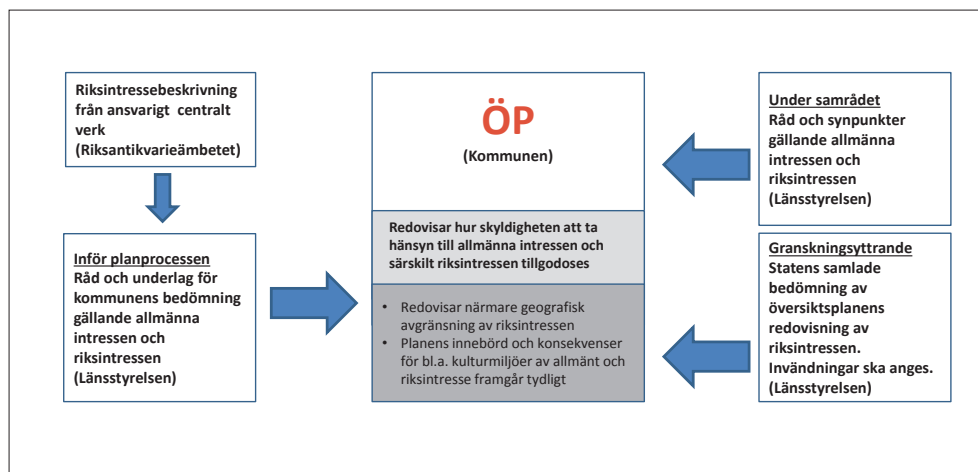 Riksintressebeskrivning
från ansvarigt centralt
verk
(Riksantikvarieämbetet)
Inför planprocessen
Råd och underlag för
kommunens bedömning
gällande allmänna
intressen och
riksintressen
(Länsstyrelsen)
ÖP
(Kommunen)
Redovisar hur skyldigheten att ta
hänsyn till allmänna intressen och
särskilt riksintressen tillgodoses
• Redovisar närmare geografisk
avgränsning av riksintressen
• Planens innebörd och konsekvenser
för bl.a. kulturmiljöer av allmänt och
riksintresse framgår tydligt
Under samrådet
Råd och synpunkter
gällande allmänna
intressen och
riksintressen
(Länsstyrelsen)
Granskningsyttrande
Statens samlade
bedömning av
översiktsplanens
redovisning av
riksintressen.
Invändningar ska anges.
(Länsstyrelsen)